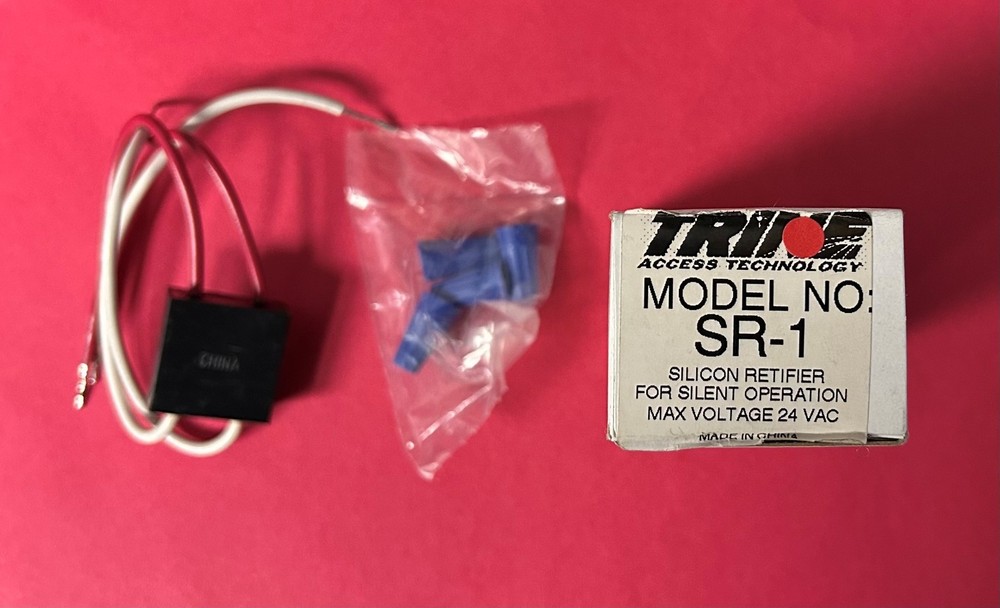 CHINA
TRINE
ACCESS TECHNOLOGY
MODEL NO:
SR-1
SILICON RETIFIER
FOR SILENT OPERATION
MAX VOLTAGE 24 VAC
MADE IN CHINA